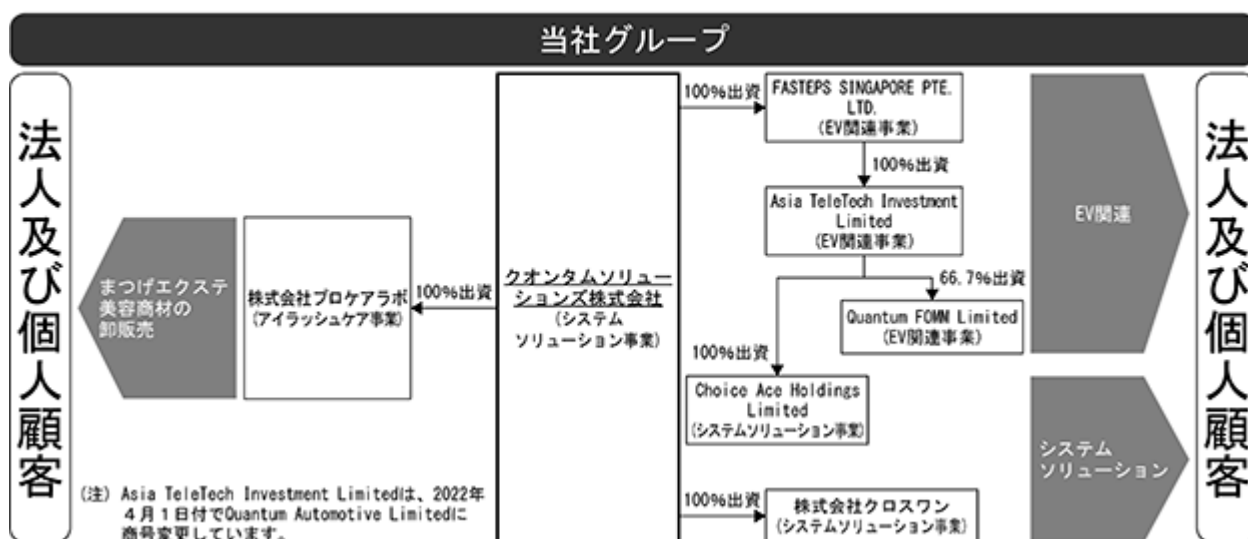 当社グループ
法人及び個人顧客
まつげエクステ
美容商材の
卸販売
株式会社プロケアラボ
(アイラッシュケア事業)
100%出資
クオンタムソリュー
ションズ株式会社
(システム
ソリューション事業)
100%出資
FASTEPS SINGAPORE PTE.
LTD.
(EV関連事業)
100%出資
Asia TeleTech Investment
Limited
(EV関連事業)
66.7%出資
Quantum FOMM Limited
(EV関連事業)
100%出資
Choice Ace Holdings
Limited
(システムソリューション事業)
100%出資
株式会社クロスワン
(システムソリューション事業)
EV関連
システム
ソリューション
法人及び個人顧客
(注) Asia TeleTech Investment Limitedは、2022年
4月1日付でQuantum Automotive Limitedに
商号変更しています。